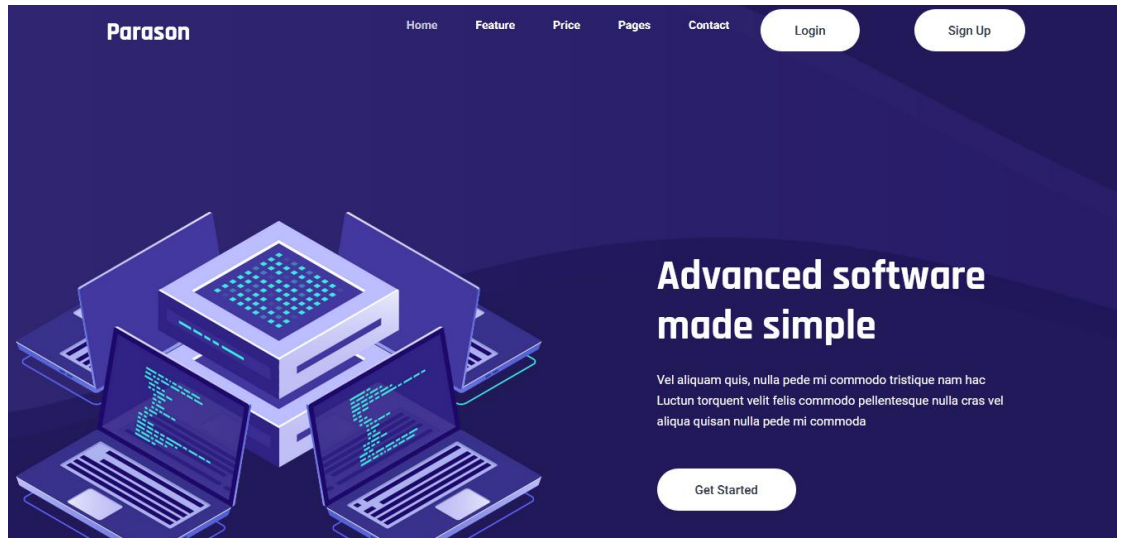 Parason
Home Feature Price Pages Contact Login Sign Up
Advanced software
made simple
Vel aliquam quis, nulla pede mi commodo tristique nam hac
Luctun torquent velit felis commodo pellentesque nulla cras vel
aliqua quisan nulla pede mi commoda
Get Started